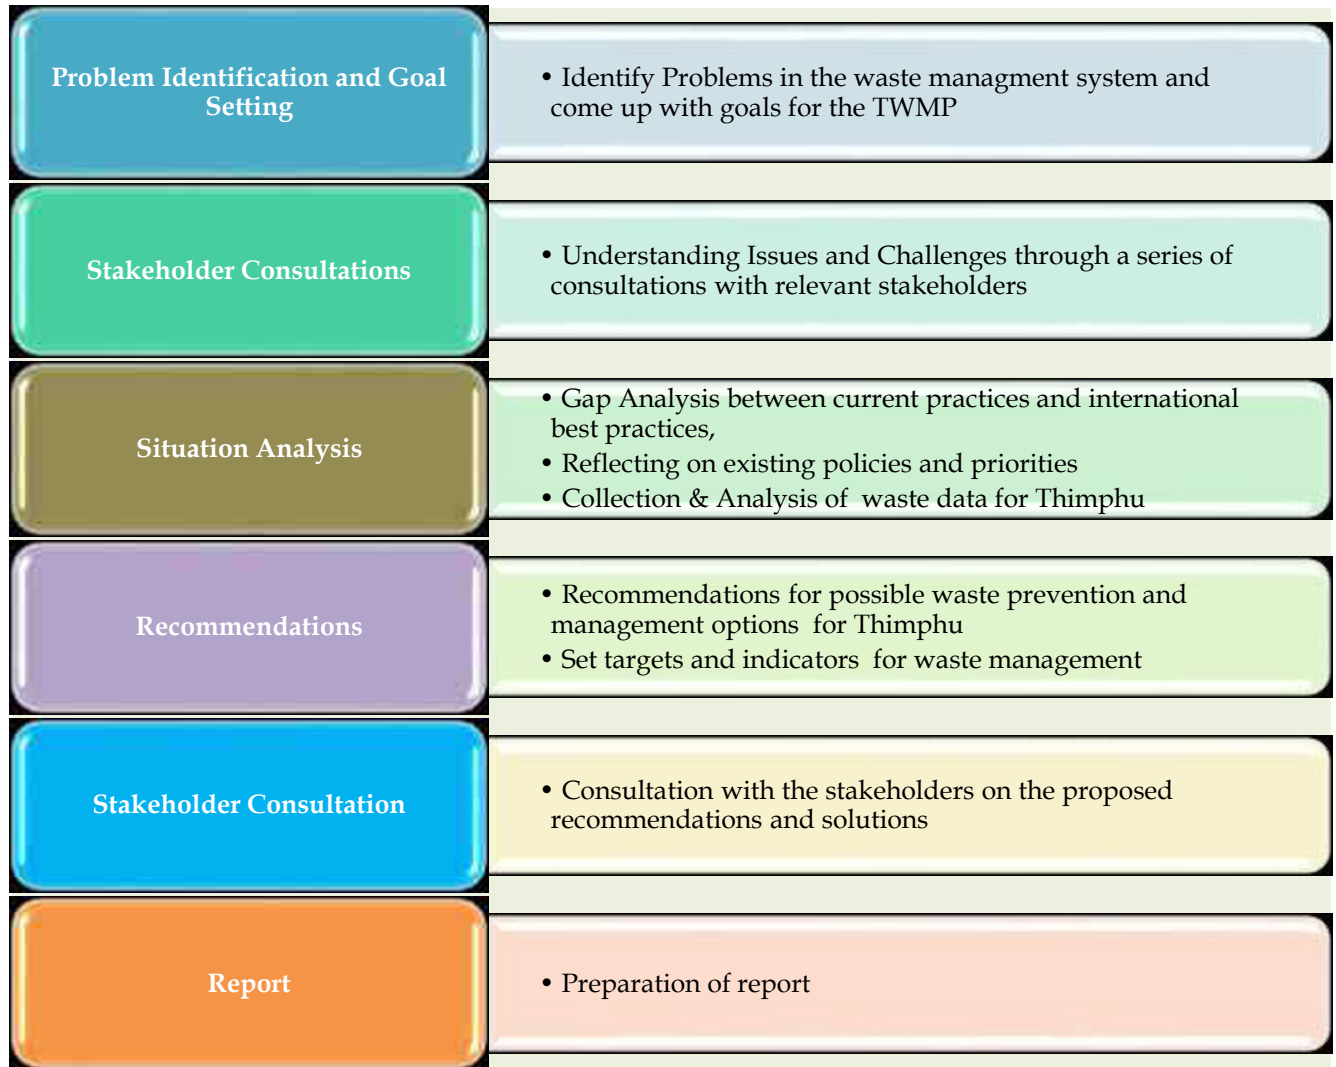 Problem Identification and Goal
Setting
• Identify Problems in the waste managment system and
come up with goals for the TWMP
Stakeholder Consultations
• Understanding Issues and Challenges through a series of
consultations with relevant stakeholders
Situation Analysis
• Gap Analysis between current practices and international
best practices,
• Reflecting on existing policies and priorities
• Collection & Analysis of waste data for Thimphu
Recommendations
• Recommendations for possible waste prevention and
management options for Thimphu
• Set targets and indicators for waste management
Stakeholder Consultation
• Consultation with the stakeholders on the proposed
recommendations and solutions
Report
• Preparation of report